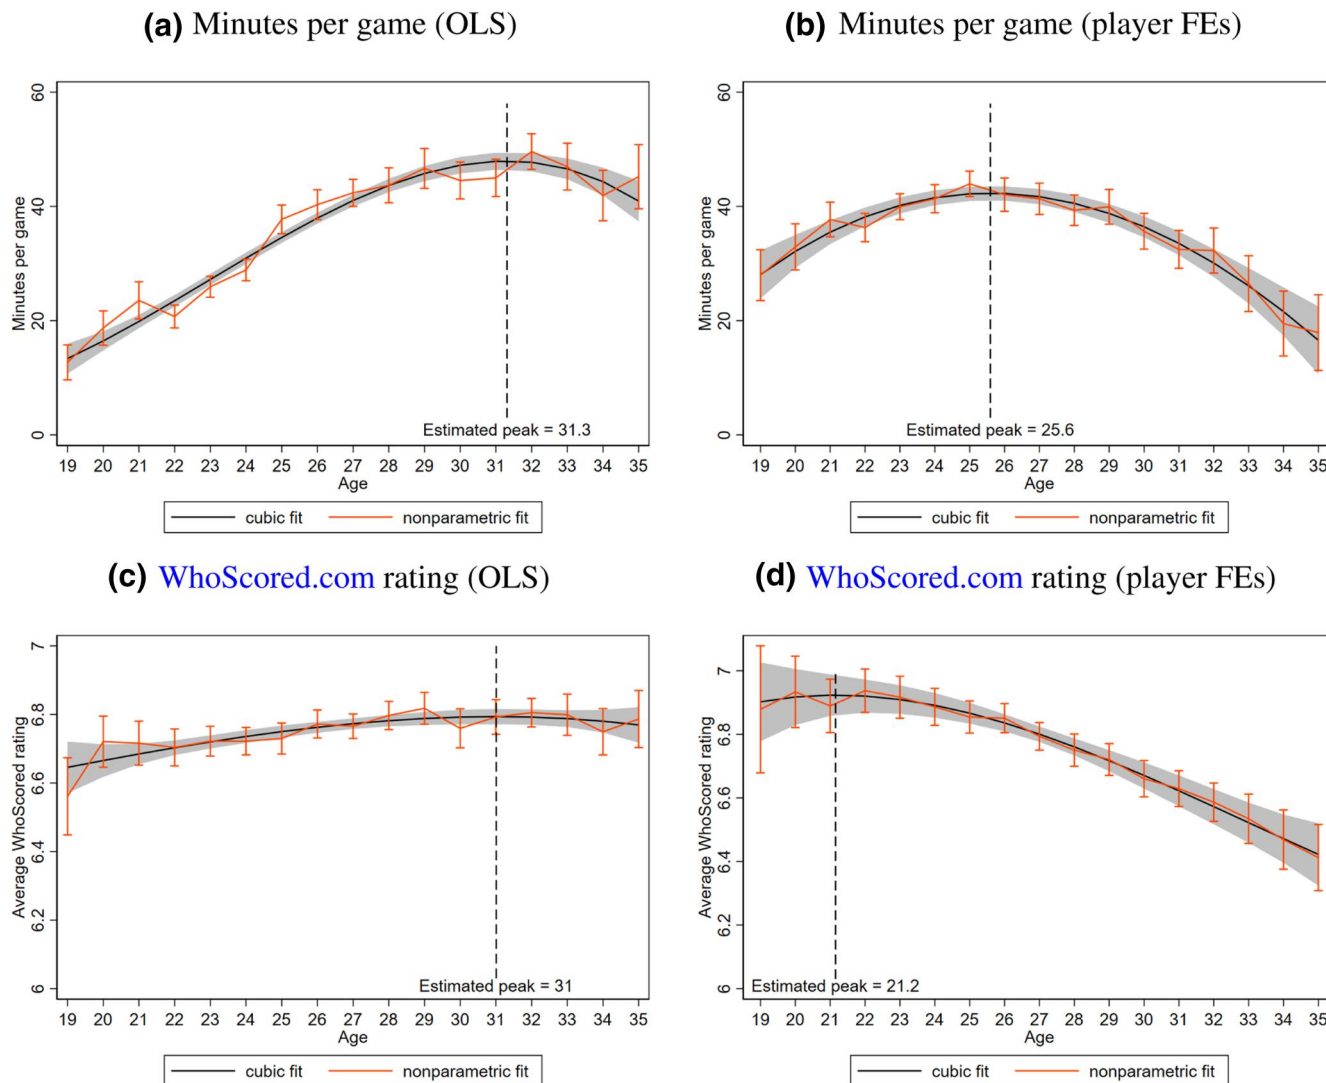 (a) Minutes per game (OLS)
60
40
20
0
Minutes per game
Estimated peak = 31.3
19 20 21 22 23 24 25 26 27 28 29 30 31 32 33 34 35
Age
cubic fit nonparametric fit
(b) Minutes per game (player FEs)
60
40
20
0
Minutes per game
Estimated peak = 25.6
19 20 21 22 23 24 25 26 27 28 29 30 31 32 33 34 35
Age
cubic fit nonparametric fit
(c) WhoScored.com rating (OLS)
7
6.8
6.6
6.4
6.2
6
Average WhoScored rating
Estimated peak = 31
19 20 21 22 23 24 25 26 27 28 29 30 31 32 33 34 35
Age
cubic fit nonparametric fit
(d) WhoScored.com rating (player FEs)
7
6.8
6.6
6.4
6.2
6
Average WhoScored rating
Estimated peak = 21.2
19 20 21 22 23 24 25 26 27 28 29 30 31 32 33 34 35
Age
cubic fit nonparametric fit